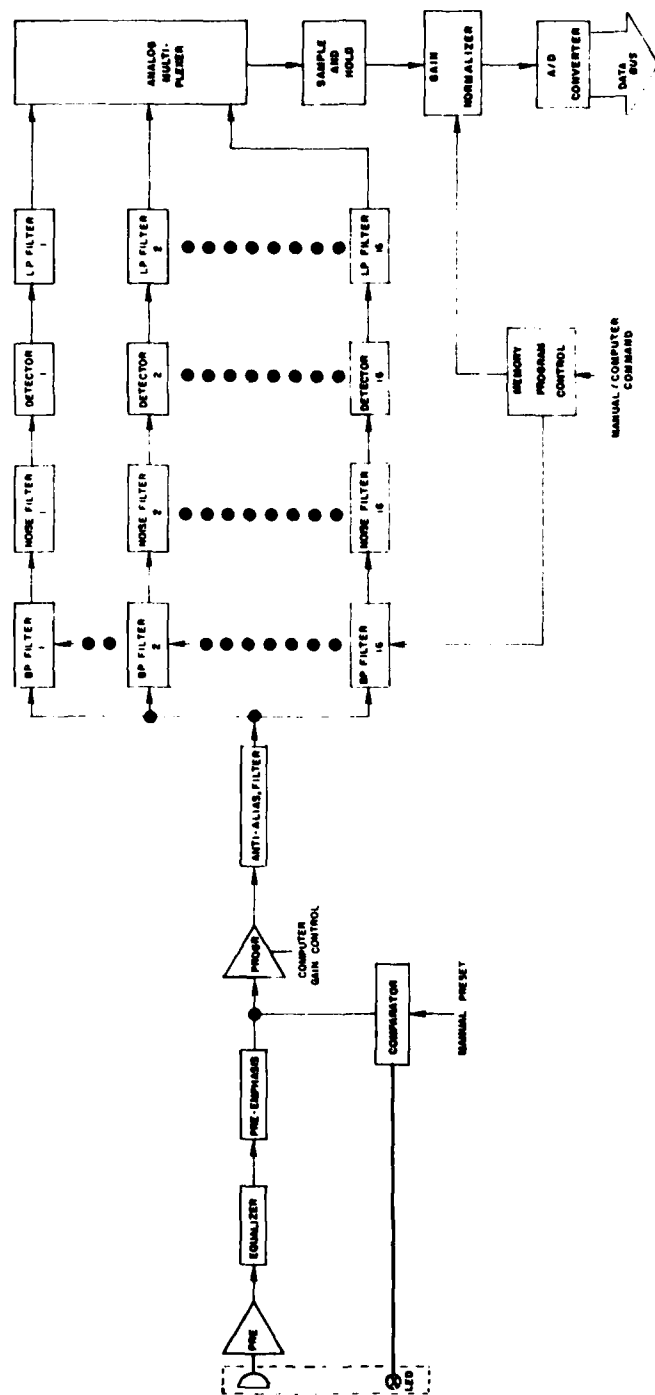 PRE
EQUALIZER
PRE-EMPHASIS
PROGR
COMPUTER
GAIN CONTROL
ANTI-ALIAS. FILTER
LED
COMPARATOR
MANUAL PRESET
BP FILTER
1
NOISE FILTER
1
DETECTOR
1
LP FILTER
1
BP FILTER
2
NOISE FILTER
2
DETECTOR
2
LP FILTER
2
BP FILTER
16
NOISE FILTER
16
DETECTOR
16
LP FILTER
16
ANALOG
MULTI-
PLEXER
SAMPLE
AND
HOLD
GAIN
NORMALIZER
A/D
CONVERTER
DATA
BUS
MEMORY
PROGRAM
CONTROL
MANUAL/COMPUTER
COMMAND